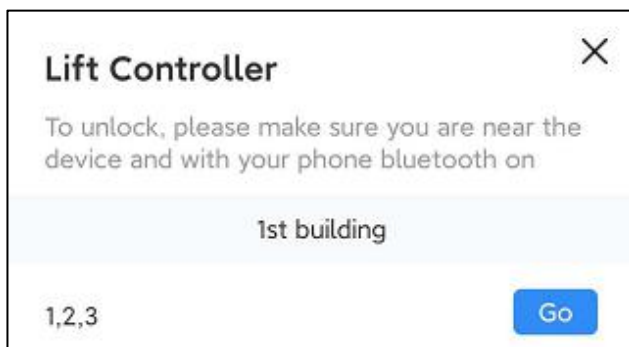 Lift Controller
To unlock, please make sure you are near the
device and with your phone bluetooth on
1st building
1,2,3
Go